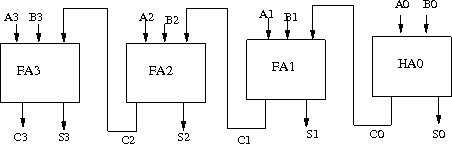 A3 B3 A2 B2 A1 B1 A0 B0
FA3 FA2 FA1 HA0
C3 S3 C2 S2 C1 S1 C0 S0